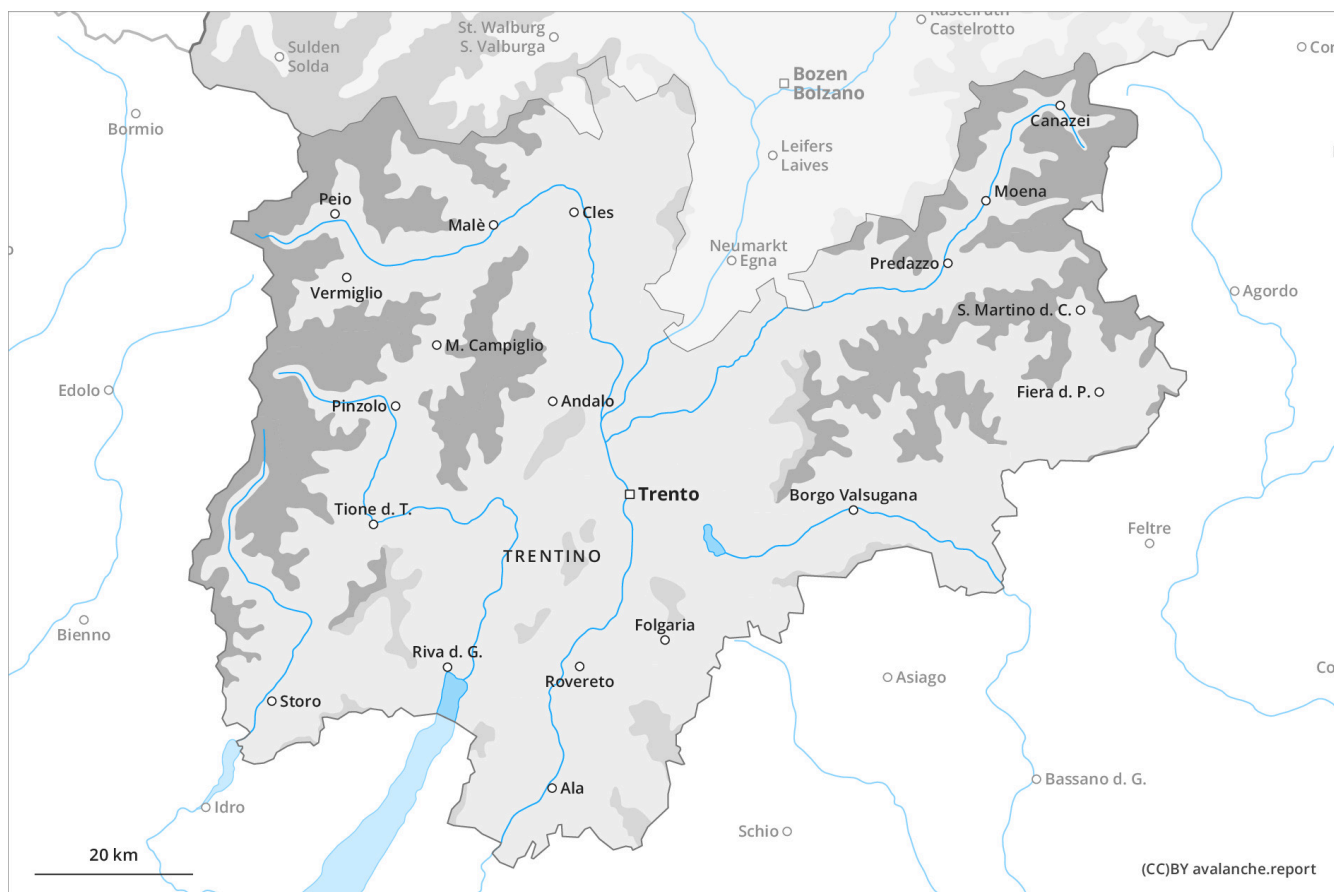 Kastelruth
Castelrotto
St. Walburg
S. Valburga
Sulden
Solda
Cor
Bozen
Bolzano
Bormio
Canazei
Leifers
Laives
Moena
Peio
Malè
Cles
Neumarkt
Egna
Predazzo
Vermiglio
Agordo
S. Martino d. C.
M. Campiglio
Edolo
Fiera d. P.
Pinzolo
Andalo
Trento
Borgo Valsugana
Tione d. T.
Feltre
TRENTINO
Bienno
Folgaria
Riva d. G.
Co
Asiago
Rovereto
Storo
Bassano d. G.
Ala
Idro
Schio
20 km
(CC)BY avalanche.report